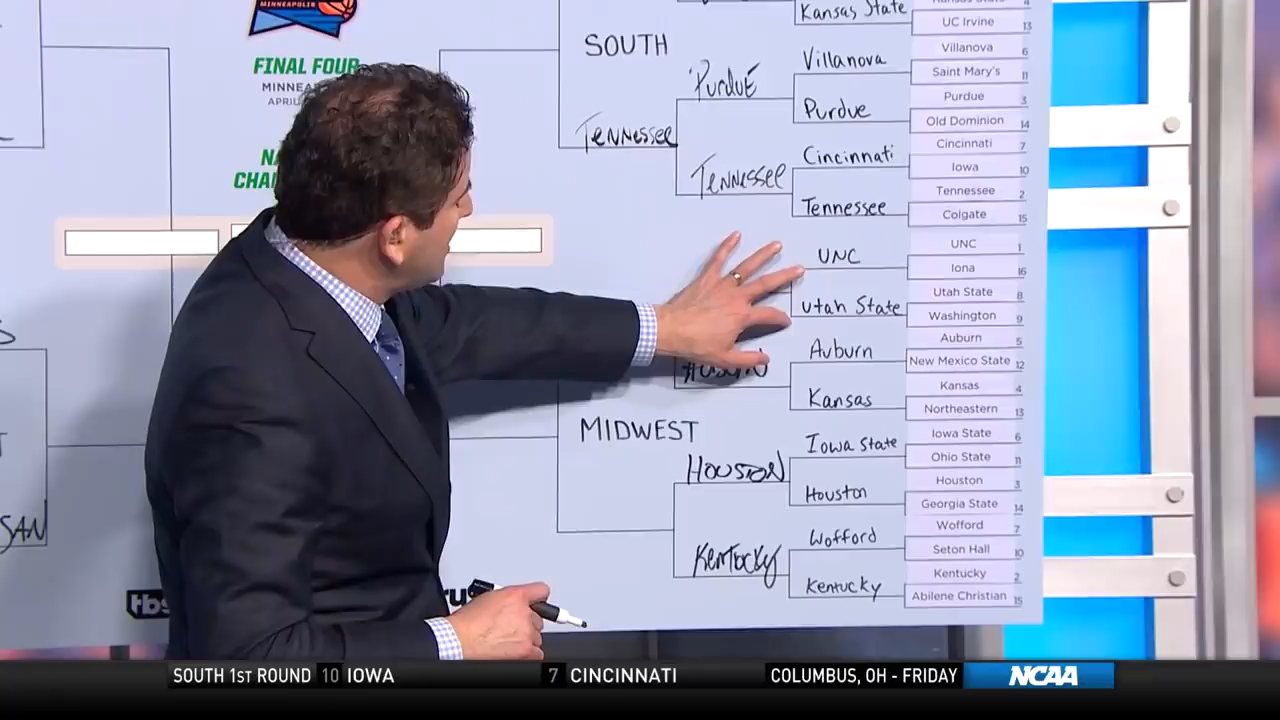 MINNEAPOLIS
FINAL FOUR
SOUTH
Kansas State
4
UC Irvine 13
Villanova
Villanova 6
Saint Mary's 11
Purdue
Purdue
Purdue 3
Old Dominion 14
Tennessee
Cincinnati
Cincinnati 7
Iowa 10
Tennessee
Tennessee
Tennessee 2
Colgate 15
UNC
UNC 1
Iona 16
Utah State
Utah State 8
Washington 9
Auburn
Auburn 5
New Mexico State 12
Kansas
Kansas 4
Northeastern 13
MIDWEST
Iowa State
Iowa State 6
Ohio State 11
Houston
Houston
Houston 3
Georgia State 14
Wofford
Wofford 7
Seton Hall 10
Kentucky
Kentucky
Kentucky 2
Abilene Christian 15
tbs
SOUTH 1ST ROUND 10 IOWA 7 CINCINNATI COLUMBUS, OH - FRIDAY NCAA